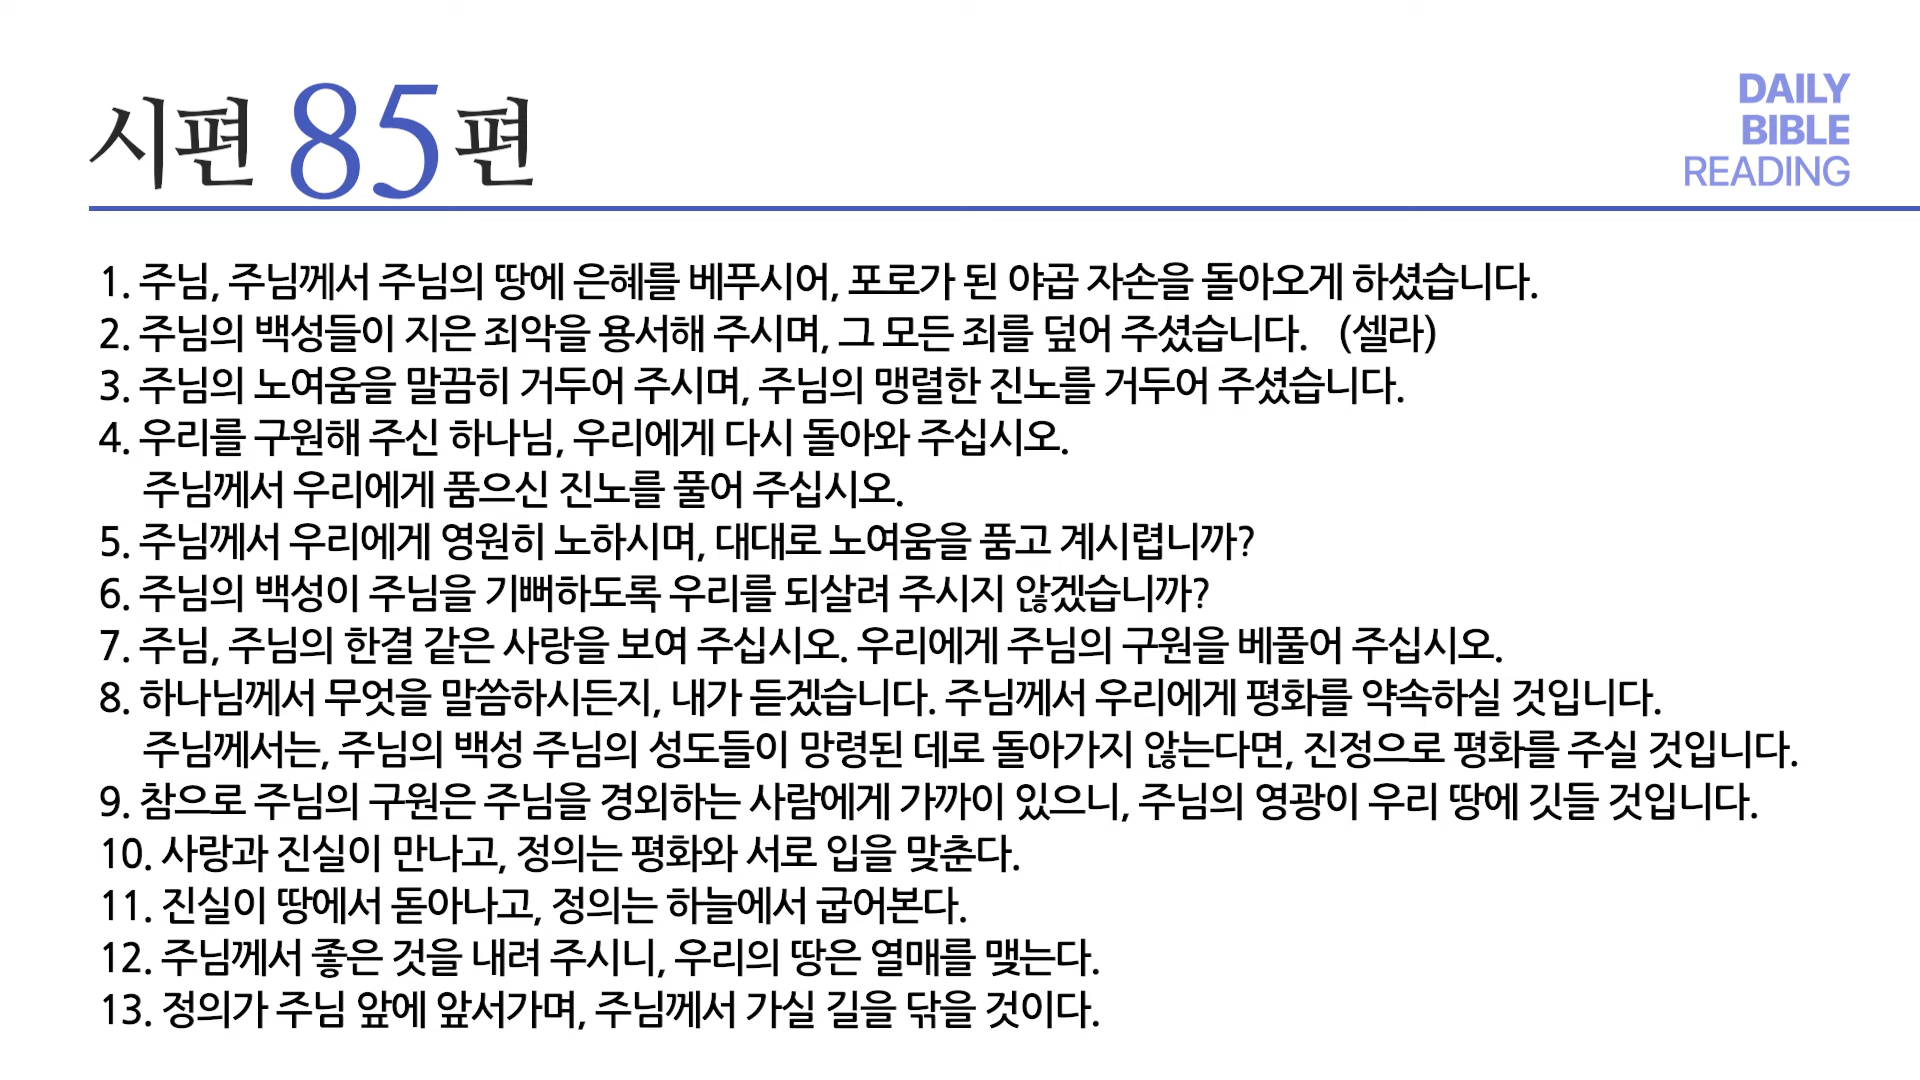 시편 85편
DAILY
BIBLE
READING
1. 주님, 주님께서 주님의 땅에 은혜를 베푸시어, 포로가 된 야곱 자손을 돌아오게 하셨습니다.
2. 주님의 백성들이 지은 죄악을 용서해 주시며, 그 모든 죄를 덮어 주셨습니다. (셀라)
3. 주님의 노여움을 말끔히 거두어 주시며, 주님의 맹렬한 진노를 거두어 주셨습니다.
4. 우리를 구원해 주신 하나님, 우리에게 다시 돌아와 주십시오.
주님께서 우리에게 품으신 진노를 풀어 주십시오.
5. 주님께서 우리에게 영원히 노하시며, 대대로 노여움을 품고 계시렵니까?
6. 주님의 백성이 주님을 기뻐하도록 우리를 되살려 주시지 않겠습니까?
7. 주님, 주님의 한결 같은 사랑을 보여 주십시오. 우리에게 주님의 구원을 베풀어 주십시오.
8. 하나님께서 무엇을 말씀하시든지, 내가 듣겠습니다. 주님께서 우리에게 평화를 약속하실 것입니다.
주님께서는, 주님의 백성 주님의 성도들이 망령된 데로 돌아가지 않는다면, 진정으로 평화를 주실 것입니다.
9. 참으로 주님의 구원은 주님을 경외하는 사람에게 가까이 있으니, 주님의 영광이 우리 땅에 깃들 것입니다.
10. 사랑과 진실이 만나고, 정의는 평화와 서로 입을 맞춘다.
11. 진실이 땅에서 돋아나고, 정의는 하늘에서 굽어본다.
12. 주님께서 좋은 것을 내려 주시니, 우리의 땅은 열매를 맺는다.
13. 정의가 주님 앞에 앞서가며, 주님께서 가실 길을 닦을 것이다.